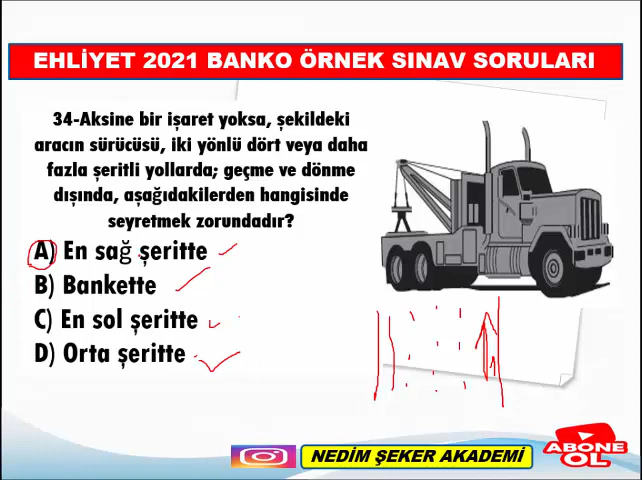 EHLİYET 2021 BANKO ÖRNEK SINAV SORULARI
34-Aksine bir işaret yoksa, şekildeki
aracın sürücüsü, iki yönlü dört veya daha
fazla şeritli yollarda; geçme ve dönme
dışında, aşağıdakilerden hangisinde
seyretmek zorundadır?
A) En sağ şeritte
B) Bankette
C) En sol şeritte
D) Orta şeritte
NEDİM ŞEKER AKADEMİ
ABONE
OL